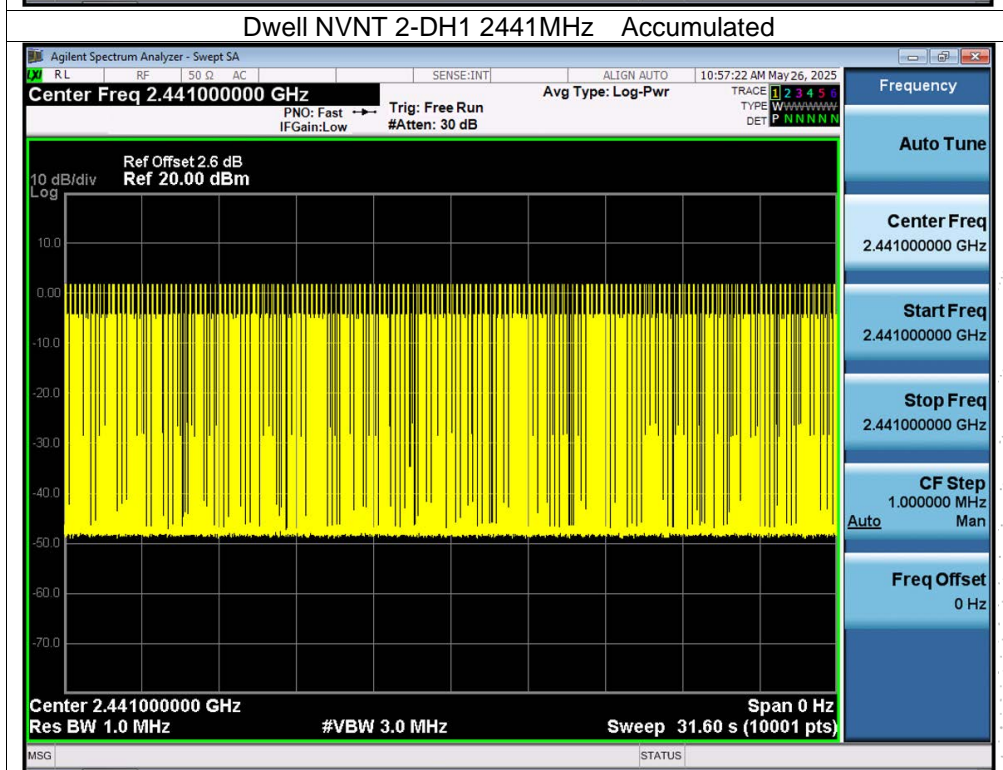 Dwell NVNT 2-DH1 2441MHz Accumulated
Agilent Spectrum Analyzer - Swept SA
LXI RL RF 50 Ω AC SENSE:INT ALIGN AUTO 10:57:22 AM May 26, 2025
Center Freq 2.441000000 GHz
PNO: Fast
IFGain:Low
Trig: Free Run
#Atten: 30 dB
Avg Type: Log-Pwr
TRACE 1 2 3 4 5 6
TYPE WWWWWW
DET P N N N N N
Ref Offset 2.6 dB
10 dB/div Ref 20.00 dBm
Log
10.0
0.00
-10.0
-20.0
-30.0
-40.0
-50.0
-60.0
-70.0
Center 2.441000000 GHz Span 0 Hz
Res BW 1.0 MHz #VBW 3.0 MHz Sweep 31.60 s (10001 pts)
MSG STATUS
Frequency
Auto Tune
Center Freq
2.441000000 GHz
Start Freq
2.441000000 GHz
Stop Freq
2.441000000 GHz
CF Step
1.000000 MHz
Auto Man
Freq Offset
0 Hz